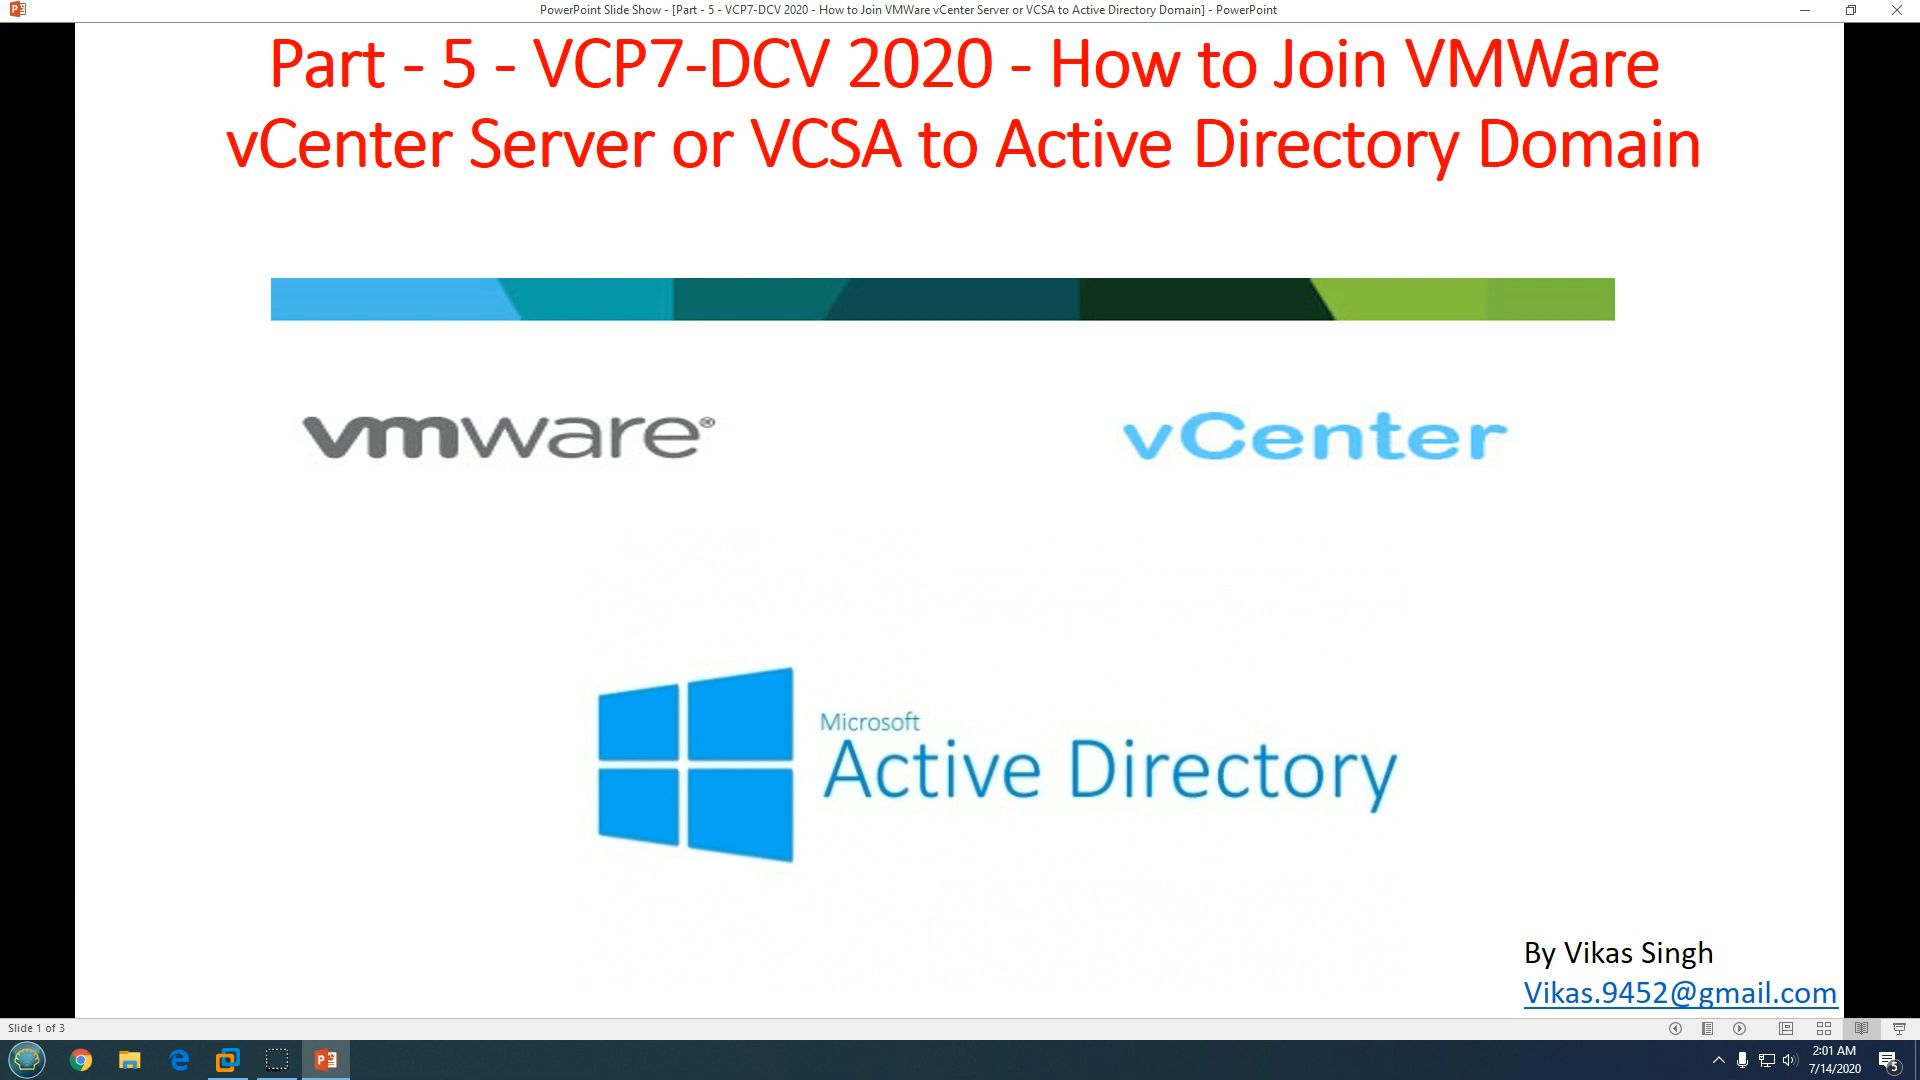 PowerPoint Slide Show - [Part - 5 - VCP7-DCV 2020 - How to Join VMWare vCenter Server or VCSA to Active Directory Domain] - PowerPoint
Part - 5 - VCP7-DCV 2020 - How to Join VMWare
vCenter Server or VCSA to Active Directory Domain
vmware®
vCenter
Microsoft
Active Directory
By Vikas Singh
Vikas.9452@gmail.com
Slide 1 of 3
2:01 AM
7/14/2020
5